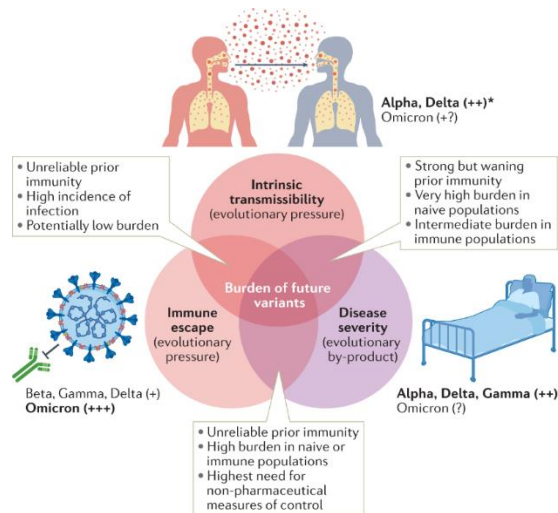 Alpha, Delta (++)*
Omicron (+?)
• Unreliable prior
immunity
• High incidence of
infection
• Potentially low burden
Intrinsic
transmissibility
(evolutionary pressure)
• Strong but waning
prior immunity
• Very high burden in
naive populations
• Intermediate burden in
immune populations
Burden of future
variants
Immune
escape
(evolutionary
pressure)
Disease
severity
(evolutionary
by-product)
Beta, Gamma, Delta (+)
Omicron (+++)
Alpha, Delta, Gamma (++)
Omicron (?)
• Unreliable prior immunity
• High burden in naive or
immune populations
• Highest need for
non-pharmaceutical
measures of control